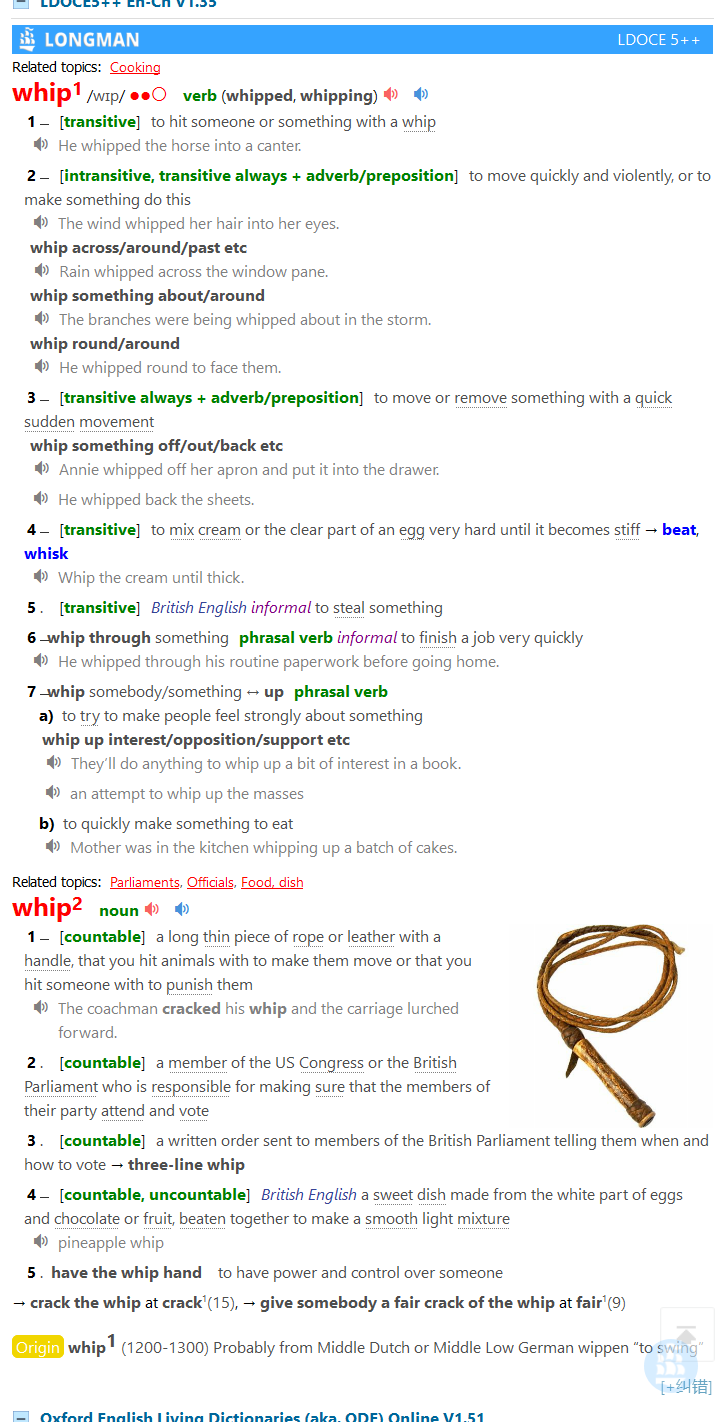 LDOCE5++ En-Ch V1.35
LONGMAN LDOCE 5++
Related topics: Cooking
whip1 /wɪp/ ●●○ verb (whipped, whipping)
1 – [transitive] to hit someone or something with a whip
He whipped the horse into a canter.
2 – [intransitive, transitive always + adverb/preposition] to move quickly and violently, or to
make something do this
The wind whipped her hair into her eyes.
whip across/around/past etc
Rain whipped across the window pane.
whip something about/around
The branches were being whipped about in the storm.
whip round/around
He whipped round to face them.
3 – [transitive always + adverb/preposition] to move or remove something with a quick
sudden movement
whip something off/out/back etc
Annie whipped off her apron and put it into the drawer.
He whipped back the sheets.
4 – [transitive] to mix cream or the clear part of an egg very hard until it becomes stiff → beat,
whisk
Whip the cream until thick.
5 . [transitive] British English informal to steal something
6 – whip through something phrasal verb informal to finish a job very quickly
He whipped through his routine paperwork before going home.
7 – whip somebody/something ↔ up phrasal verb
a) to try to make people feel strongly about something
whip up interest/opposition/support etc
They'll do anything to whip up a bit of interest in a book.
an attempt to whip up the masses
b) to quickly make something to eat
Mother was in the kitchen whipping up a batch of cakes.
Related topics: Parliaments, Officials, Food, dish
whip2 noun
1 – [countable] a long thin piece of rope or leather with a
handle, that you hit animals with to make them move or that you
hit someone with to punish them
The coachman cracked his whip and the carriage lurched
forward.
2 . [countable] a member of the US Congress or the British
Parliament who is responsible for making sure that the members of
their party attend and vote
3 . [countable] a written order sent to members of the British Parliament telling them when and
how to vote → three-line whip
4 – [countable, uncountable] British English a sweet dish made from the white part of eggs
and chocolate or fruit, beaten together to make a smooth light mixture
pineapple whip
5 . have the whip hand to have power and control over someone
→ crack the whip at crack1(15), → give somebody a fair crack of the whip at fair1(9)
Origin whip1 (1200-1300) Probably from Middle Dutch or Middle Low German wippen "to swing"
[+纠错]
Oxford English Living Dictionaries (aka. ODE) Online V1.51